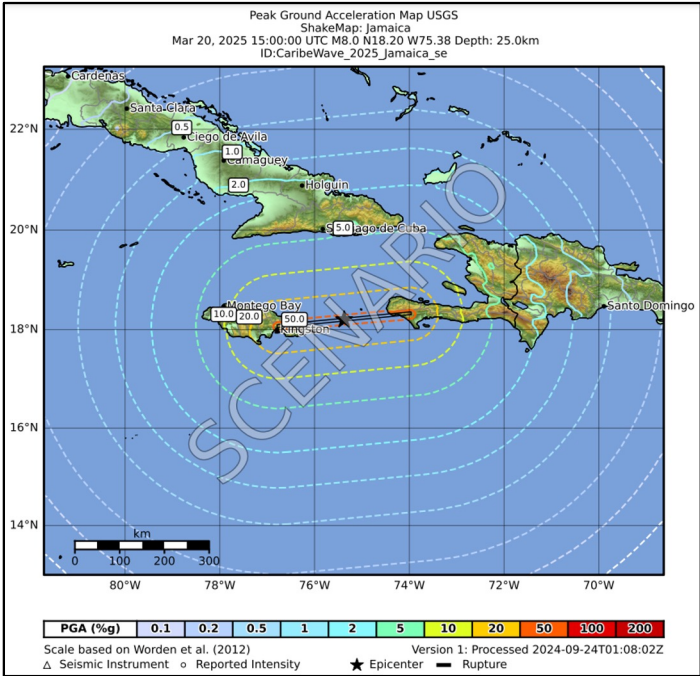 Peak Ground Acceleration Map USGS
ShakeMap: Jamaica
Mar 20, 2025 15:00:00 UTC M8.0 N18.20 W75.38 Depth: 25.0km
ID:CaribeWave_2025_Jamaica_se
Cardenas
Santa Clara
0.5
Ciego de Avila
22°N
1.0
Camaguey
2.0
Holguin
20°N
5.0
Santiago de Cuba
SCENARIO
Montego Bay
10.0
20.0
50.0
Santo Domingo
18°N
Kingston
16°N
14°N
km
0 100 200 300
80°W 78°W 76°W 74°W 72°W 70°W
PGA (%g) 0.1 0.2 0.5 1 2 5 10 20 50 100 200
Scale based on Worden et al. (2012) Version 1: Processed 2024-09-24T01:08:02Z
△ Seismic Instrument ○ Reported Intensity ★ Epicenter ▬ Rupture